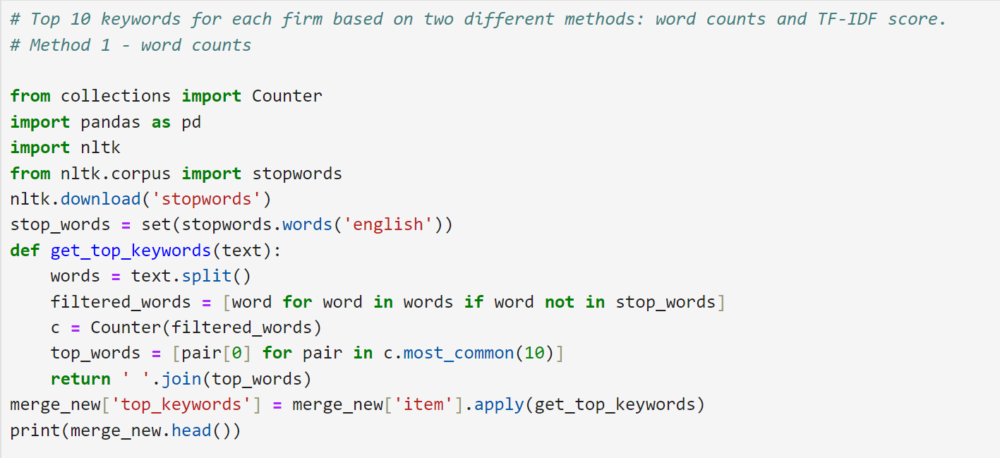 # Top 10 keywords for each firm based on two different methods: word counts and TF-IDF score.
# Method 1 - word counts

from collections import Counter
import pandas as pd
import nltk
from nltk.corpus import stopwords
nltk.download('stopwords')
stop_words = set(stopwords.words('english'))
def get_top_keywords(text):
    words = text.split()
    filtered_words = [word for word in words if word not in stop_words]
    c = Counter(filtered_words)
    top_words = [pair[0] for pair in c.most_common(10)]
    return ' '.join(top_words)
merge_new['top_keywords'] = merge_new['item'].apply(get_top_keywords)
print(merge_new.head())